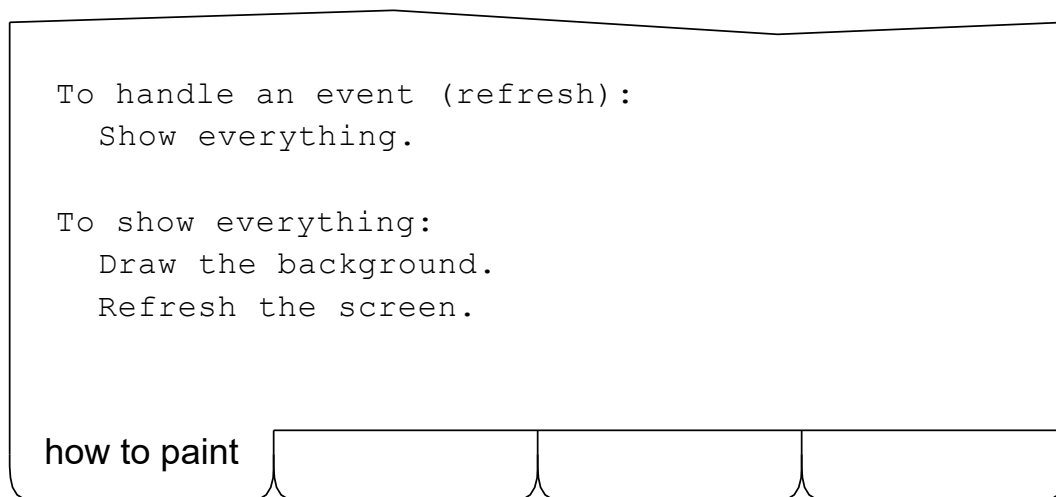 To handle an event (refresh):
Show everything.
To show everything:
Draw the background.
Refresh the screen.
how to paint